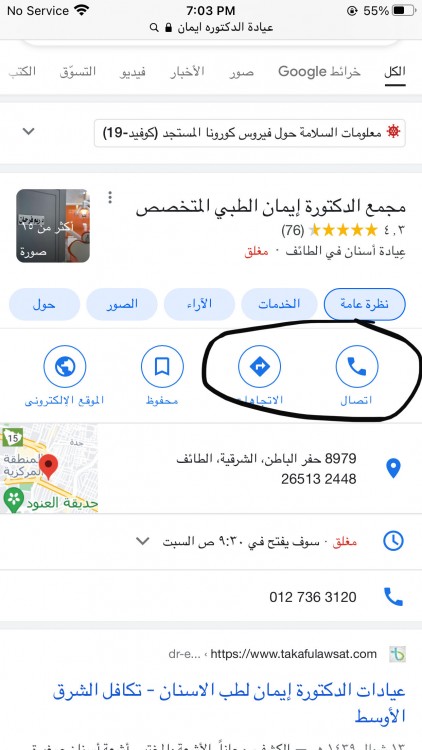 No Service 7:03 PM 55%
عيادة الدكتوره ايمان
الكل خرائط Google صور الأخبار فيديو التسوّق الكتب
معلومات السلامة حول فيروس كورونا المستجد (كوفيد-19)
مجمع الدكتورة إيمان الطبي المتخصص
٤,٣ (76)
عيادة أسنان في الطائف · مغلق
أكثر من ٢٥
صورة
نظرة عامة الخدمات الآراء الصور حول
اتصال الاتجاها محفوظ الموقع الإلكتروني
8979 حفر الباطن، الشرقية، الطائف
26513 2448
15
جدة
المنطقة
المركزية
حديقة العنود
مغلق · سوف يفتح في ٩:٣٠ ص السبت
012 736 3120
https://www.takafulawsat.com › dr-e...
عيادات الدكتورة إيمان لطب الاسنان - تكافل الشرق
الأوسط